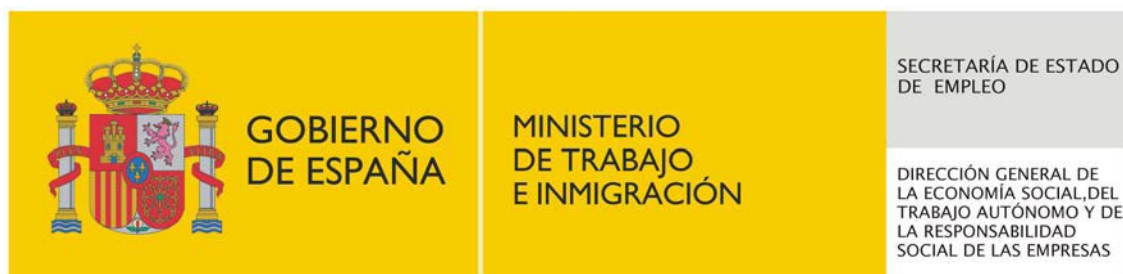 GOBIERNO
DE ESPAÑA
MINISTERIO
DE TRABAJO
E INMIGRACIÓN
SECRETARÍA DE ESTADO
DE EMPLEO
DIRECCIÓN GENERAL DE
LA ECONOMÍA SOCIAL,DEL
TRABAJO AUTÓNOMO Y DE
LA RESPONSABILIDAD
SOCIAL DE LAS EMPRESAS